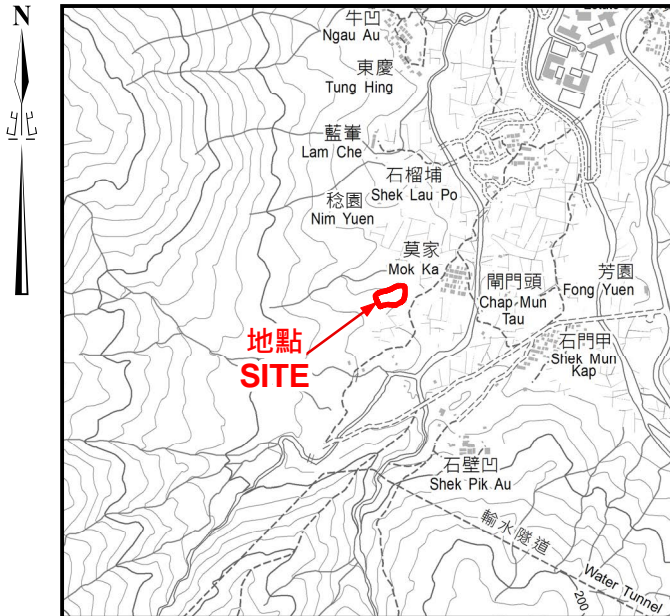 N
牛凹
Ngau Au
東慶
Tung Hing
藍輋
Lam Che
石榴埔
Shek Lau Po
稔園
Nim Yuen
莫家
Mok Ka
閘門頭
Chap Mun
Tau
芳園
Fong Yuen
石門甲
Shek Mun
Kap
地點
SITE
石壁凹
Shek Pik Au
輸水隧道
Water Tunnel
200